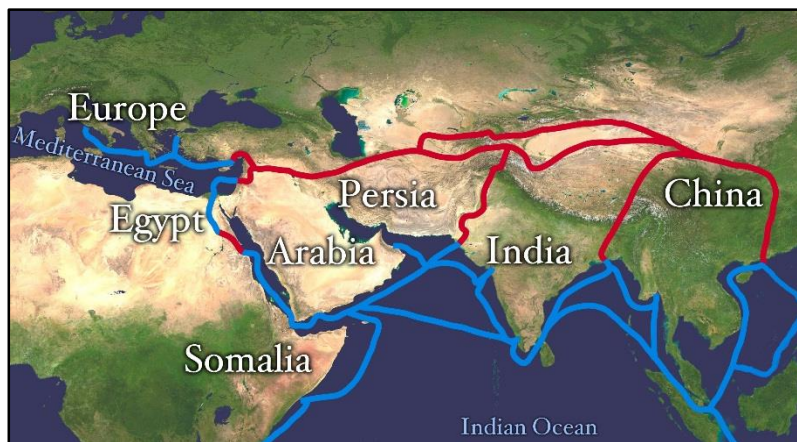 Europe
Mediterranean Sea
Egypt
Arabia
Persia
India
China
Somalia
Indian Ocean